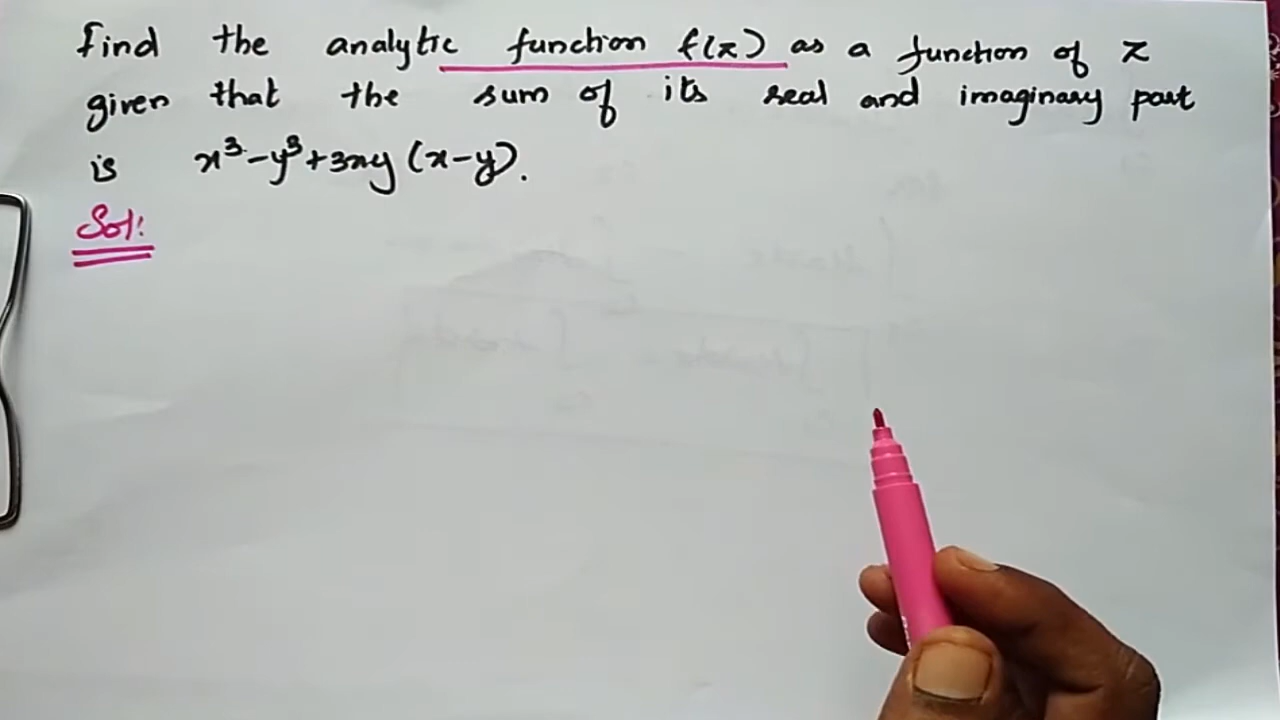 find the analytic function f(z) as a function of z
given that the sum of its real and imaginary part
is x³-y³+3xy(x-y).
Sol: